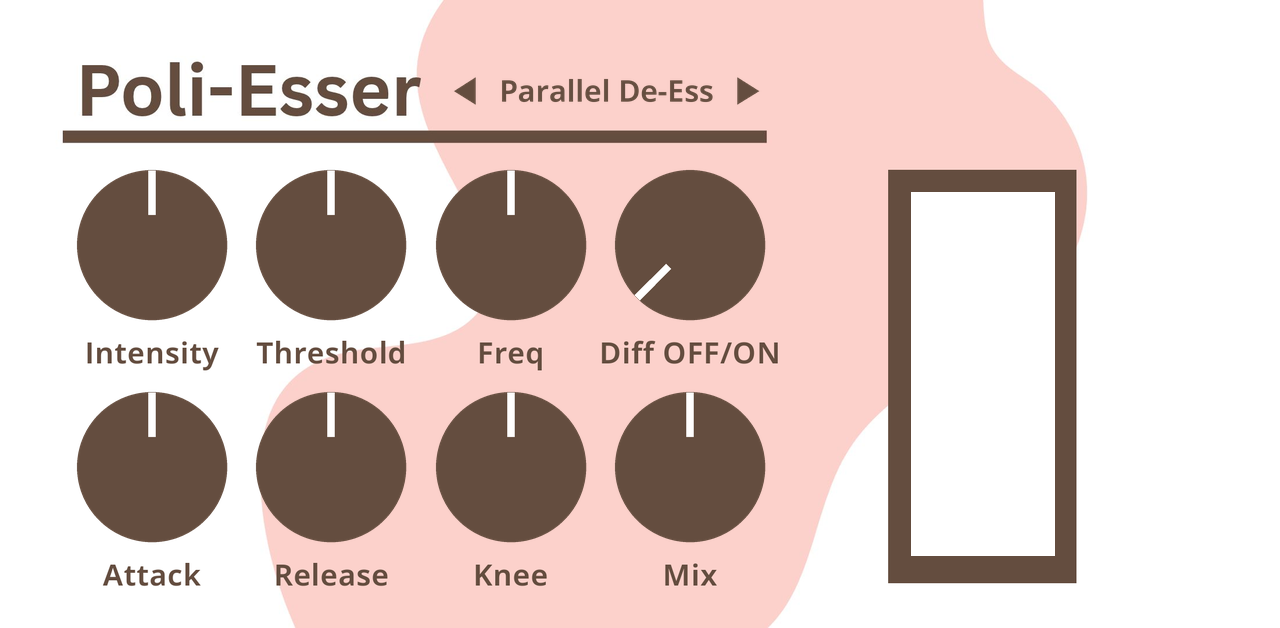 Poli-Esser
◀ Parallel De-Ess ▶
Intensity Threshold Freq Diff OFF/ON
Attack Release Knee Mix